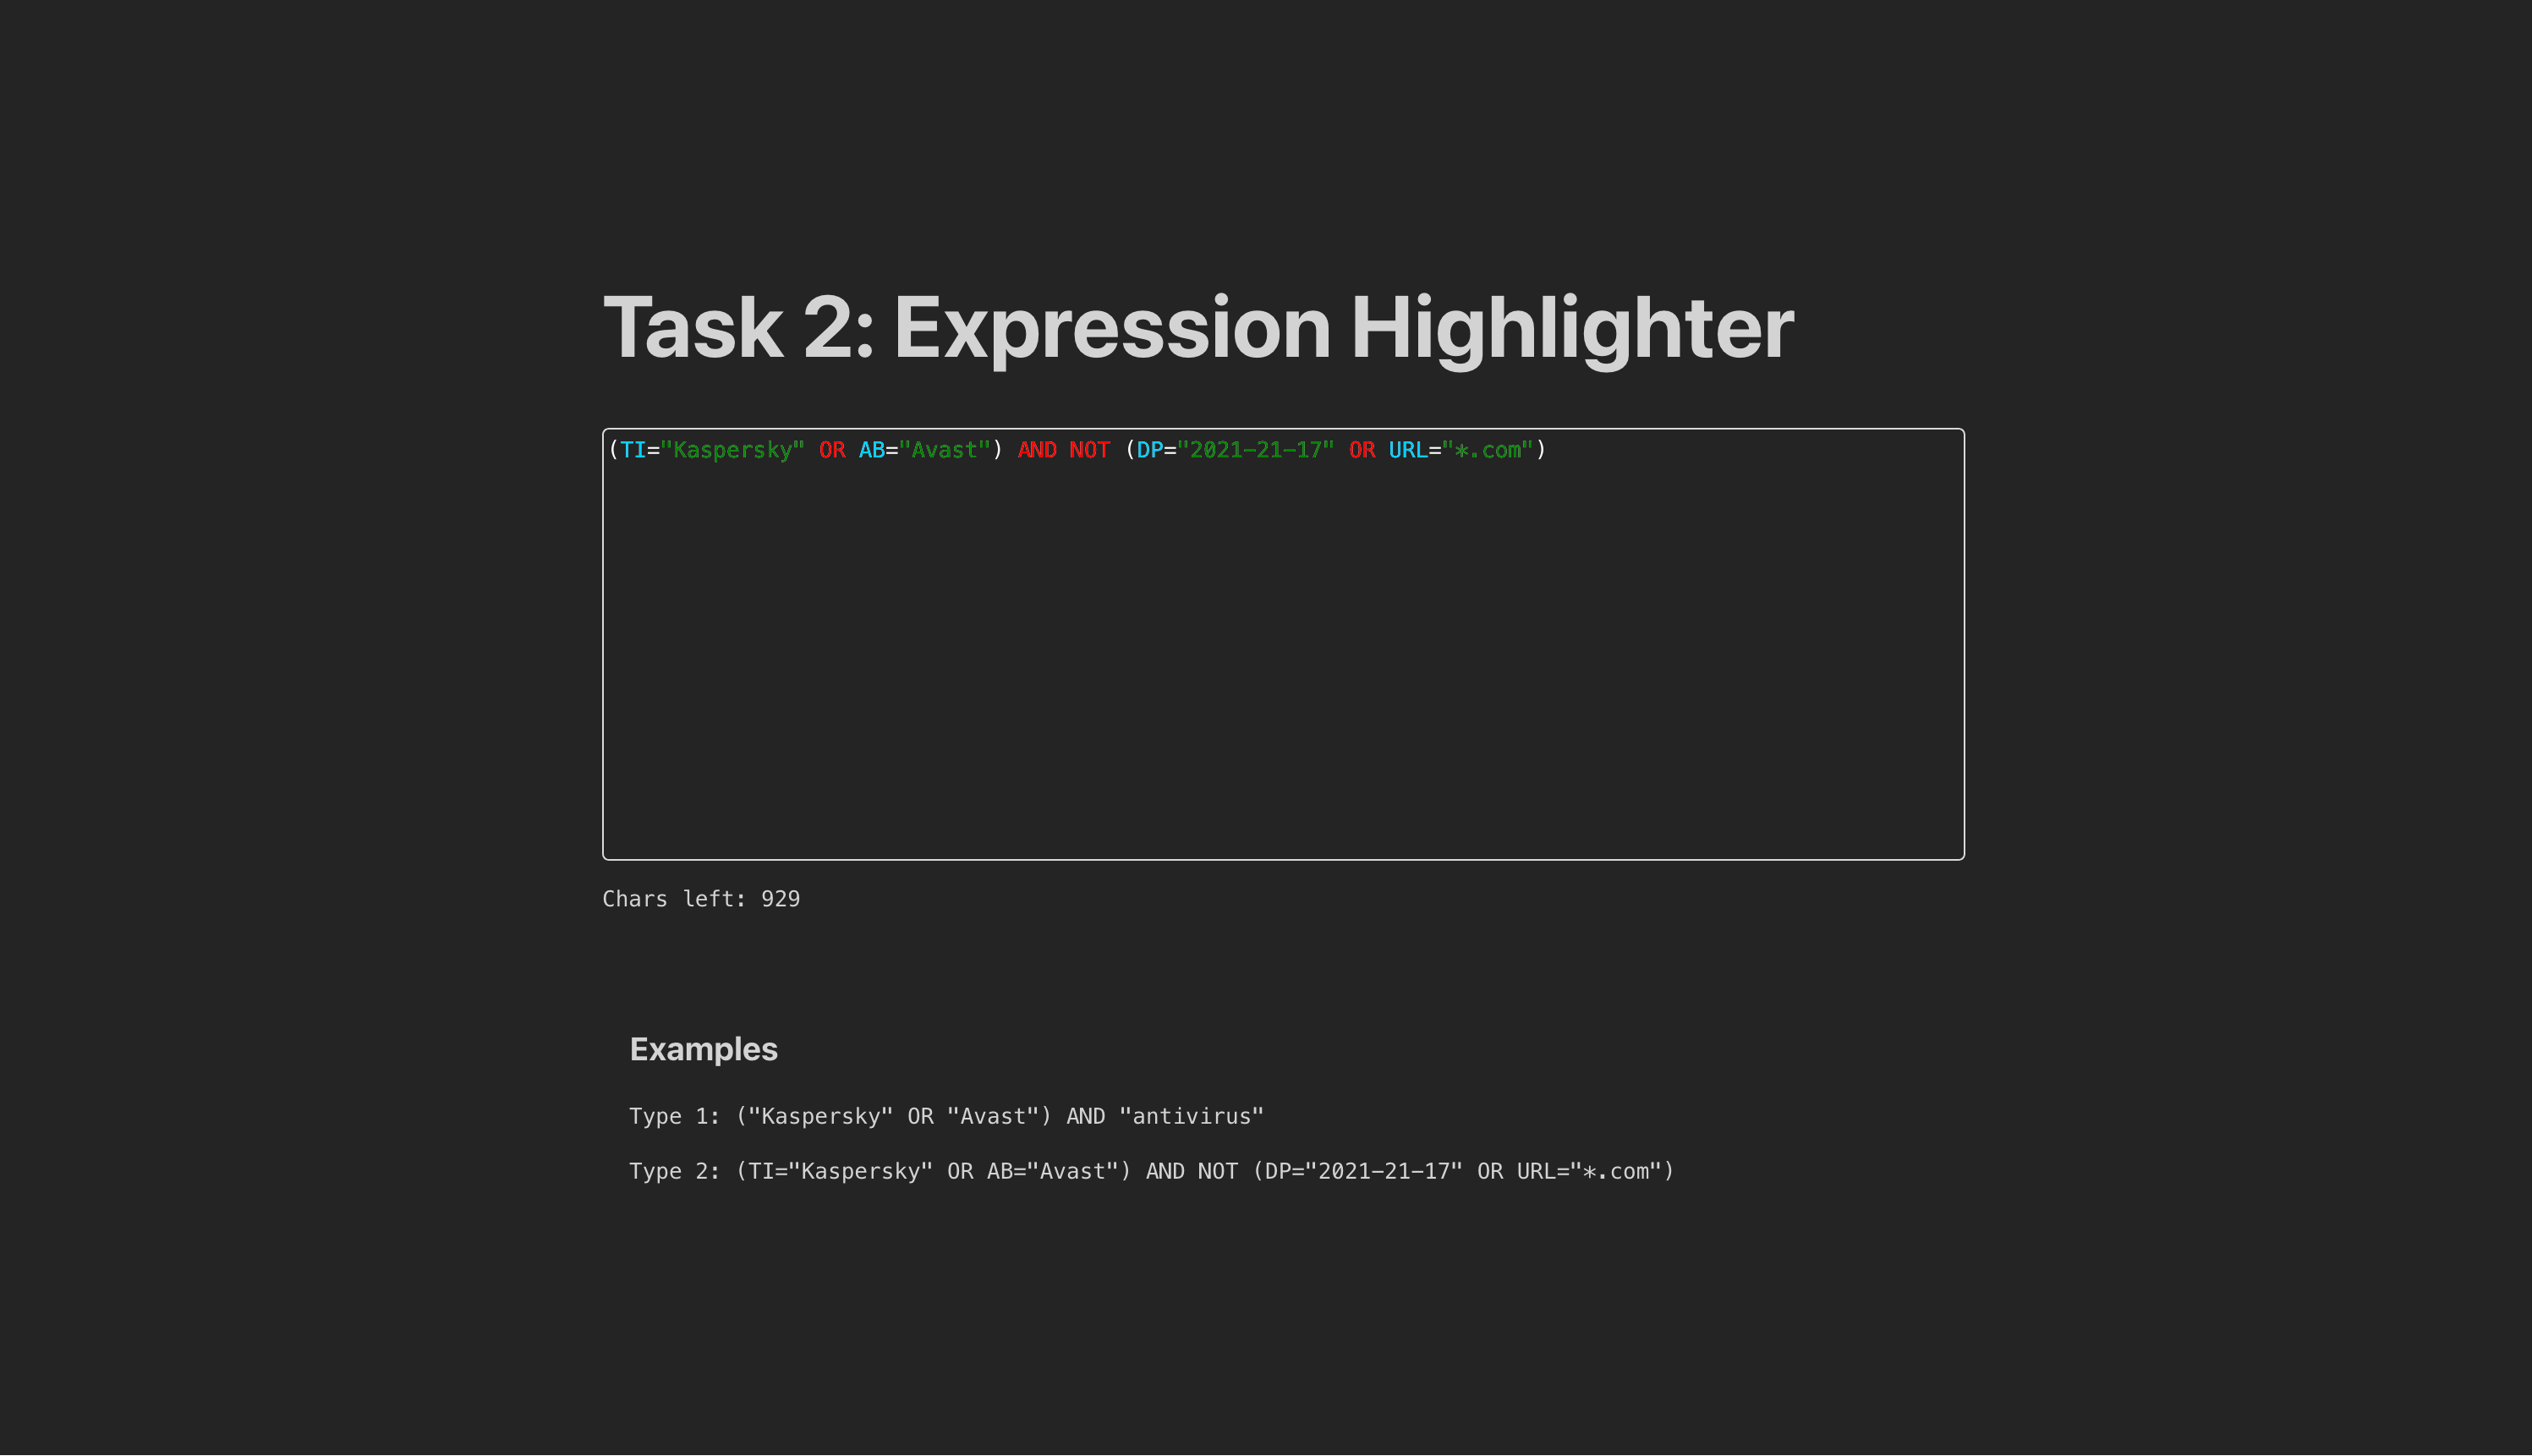 Task 2: Expression Highlighter
(TI="Kaspersky" OR AB="Avast") AND NOT (DP="2021-21-17" OR URL="*.com")
Chars left: 929
Examples
Type 1: ("Kaspersky" OR "Avast") AND "antivirus"
Type 2: (TI="Kaspersky" OR AB="Avast") AND NOT (DP="2021-21-17" OR URL="*.com")